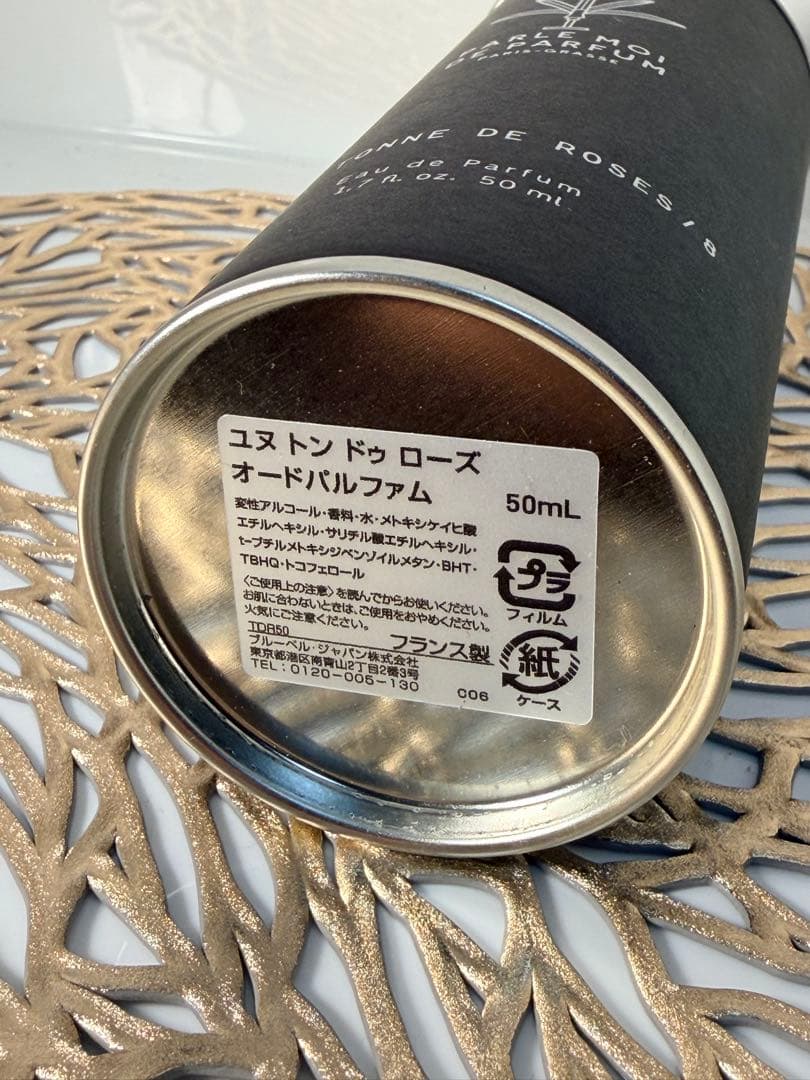 PARLE MOI
DE PARFUM
PARIS-GRASSE
TONNE DE ROSES / 8
Eau de Parfum
1.7 fl. oz. 50 ml
ユヌ トン ドゥ ローズ
オードパルファム
50mL
変性アルコール・香料・水・メトキシケイヒ酸
エチルヘキシル・サリチル酸エチルヘキシル・
t-ブチルメトキシジベンゾイルメタン・BHT・
TBHQ・トコフェロール
〈ご使用上の注意〉を読んでからお使いください。
お肌に合わないときは、ご使用をおやめください。
火気にご注意ください。
TDR50
フランス製
ブルーベル・ジャパン株式会社
東京都港区南青山2丁目2番3号
TEL：0120-005-130
C06
プラ
フィルム
紙
ケース